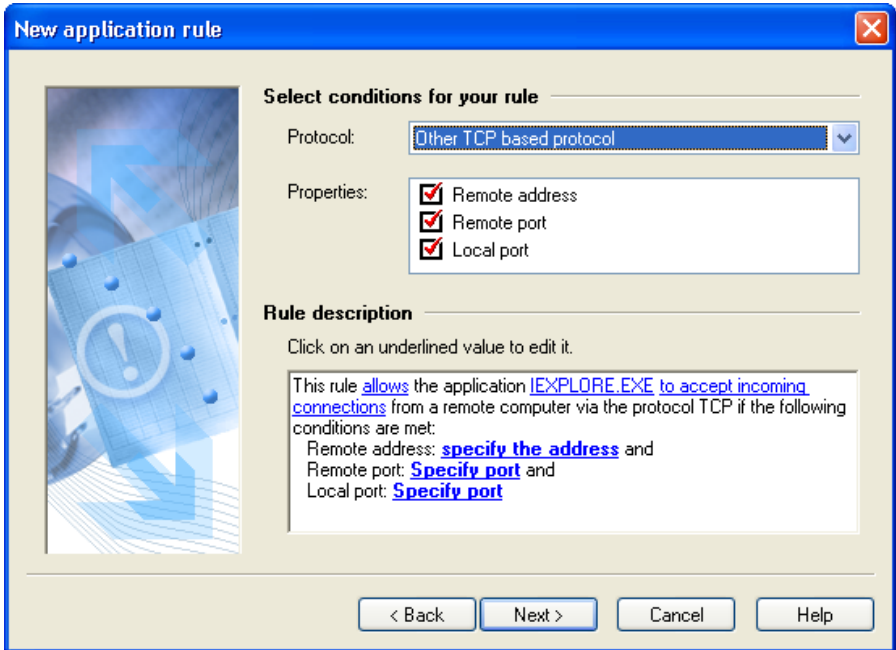 New application rule
Select conditions for your rule
Protocol: Other TCP based protocol
Properties: Remote address
Remote port
Local port
Rule description
Click on an underlined value to edit it.
This rule allows the application IEXPLORE.EXE to accept incoming
connections from a remote computer via the protocol TCP if the following
conditions are met:
Remote address: specify the address and
Remote port: Specify port and
Local port: Specify port
< Back Next > Cancel Help